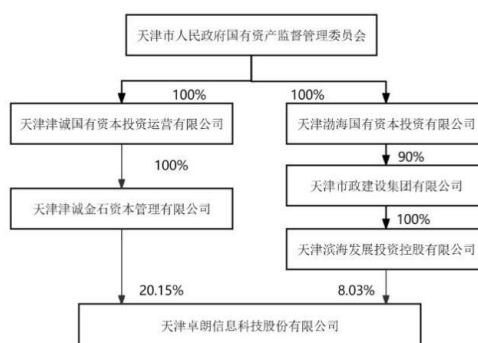 天津市人民政府国有资产监督管理委员会
100% 100%
天津津诚国有资本投资运营有限公司 天津渤海国有资本投资有限公司
100% 90%
天津市政建设集团有限公司
天津津诚金石资本管理有限公司
100%
天津滨海发展投资控股有限公司
20.15% 8.03%
天津卓朗信息科技股份有限公司